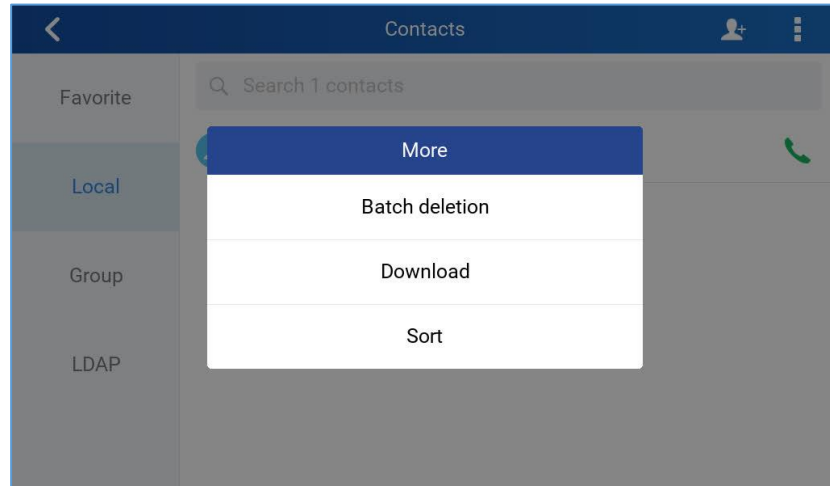 Contacts
Favorite
Search 1 contacts
Local
Group
LDAP
More
Batch deletion
Download
Sort